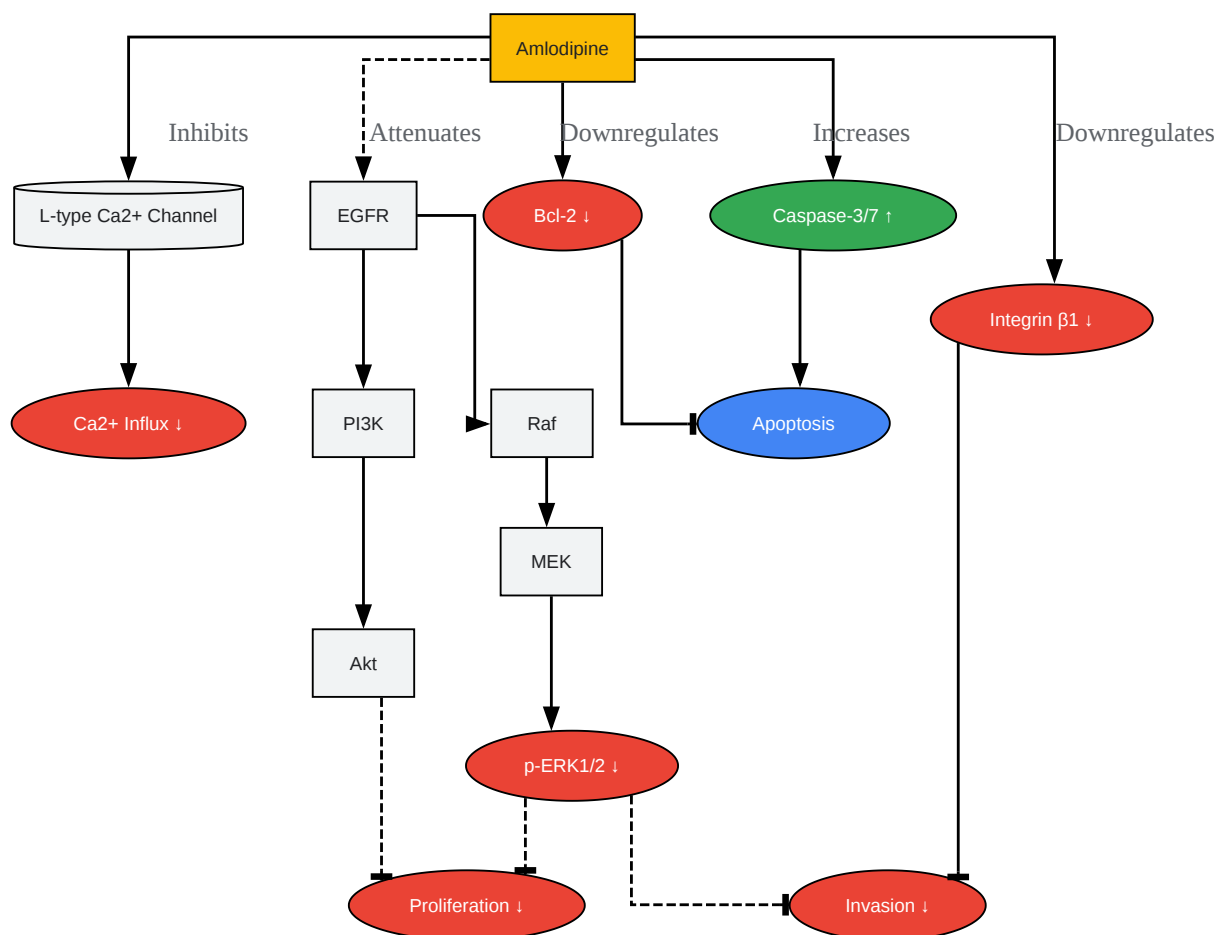 Amlodipine
Inhibits
Attenuates
Downregulates
Increases
Downregulates
L-type Ca2+ Channel
EGFR
Bcl-2 ↓
Caspase-3/7 ↑
Integrin β1 ↓
Ca2+ Influx ↓
PI3K
Raf
Apoptosis
MEK
Akt
p-ERK1/2 ↓
Proliferation ↓
Invasion ↓